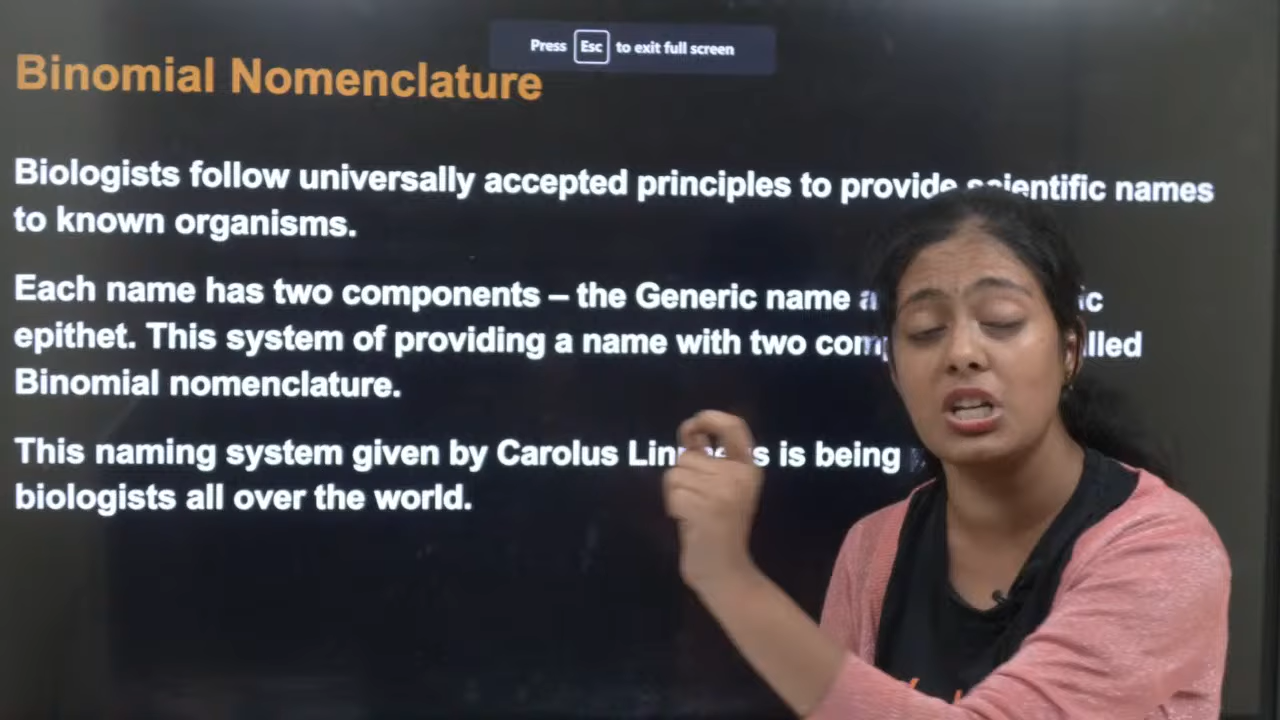 Press Esc to exit full screen
Binomial Nomenclature
Biologists follow universally accepted principles to provide scientific names
to known organisms.
Each name has two components – the Generic name
epithet. This system of providing a name with two
Binomial nomenclature.
This naming system given by Carolus Linnaeus is being
biologists all over the world.